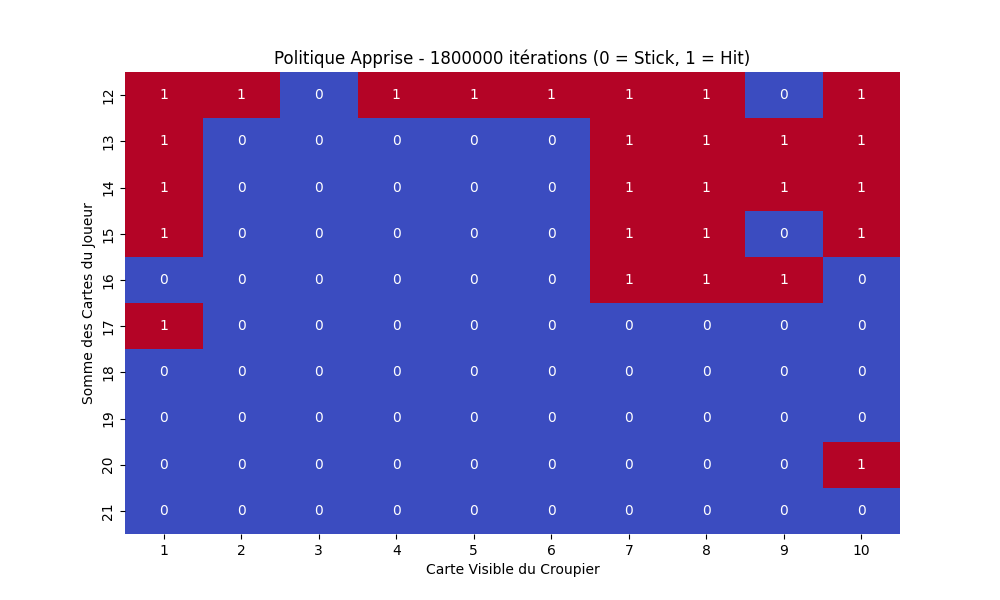 Politique Apprise - 1800000 itérations (0 = Stick, 1 = Hit)
Somme des Cartes du Joueur
12 1 1 0 1 1 1 1 1 0 1
13 1 0 0 0 0 0 1 1 1 1
14 1 0 0 0 0 0 1 1 1 1
15 1 0 0 0 0 0 1 1 0 1
16 0 0 0 0 0 0 1 1 1 0
17 1 0 0 0 0 0 0 0 0 0
18 0 0 0 0 0 0 0 0 0 0
19 0 0 0 0 0 0 0 0 0 0
20 0 0 0 0 0 0 0 0 0 1
21 0 0 0 0 0 0 0 0 0 0
1 2 3 4 5 6 7 8 9 10
Carte Visible du Croupier